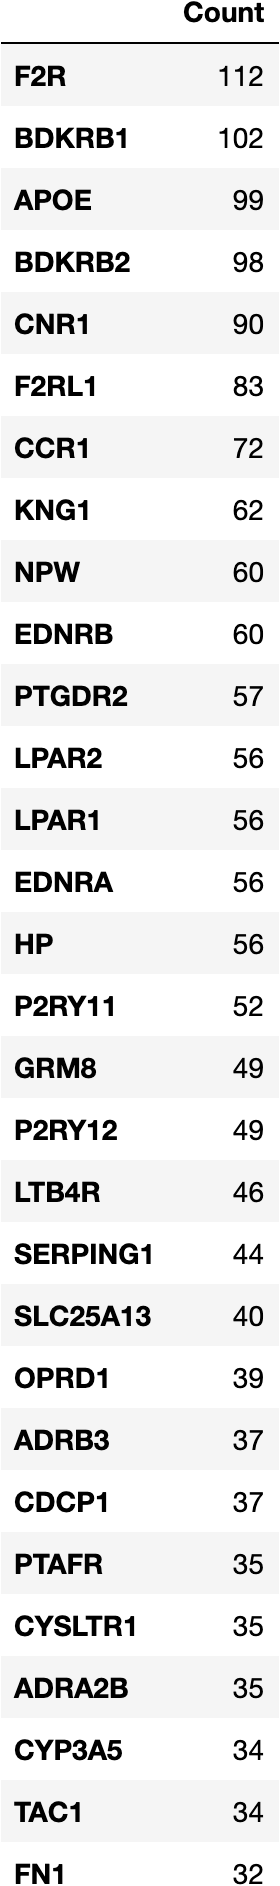 Count
F2R 112
BDKRB1 102
APOE 99
BDKRB2 98
CNR1 90
F2RL1 83
CCR1 72
KNG1 62
NPW 60
EDNRB 60
PTGDR2 57
LPAR2 56
LPAR1 56
EDNRA 56
HP 56
P2RY11 52
GRM8 49
P2RY12 49
LTB4R 46
SERPING1 44
SLC25A13 40
OPRD1 39
ADRB3 37
CDCP1 37
PTAFR 35
CYSLTR1 35
ADRA2B 35
CYP3A5 34
TAC1 34
FN1 32